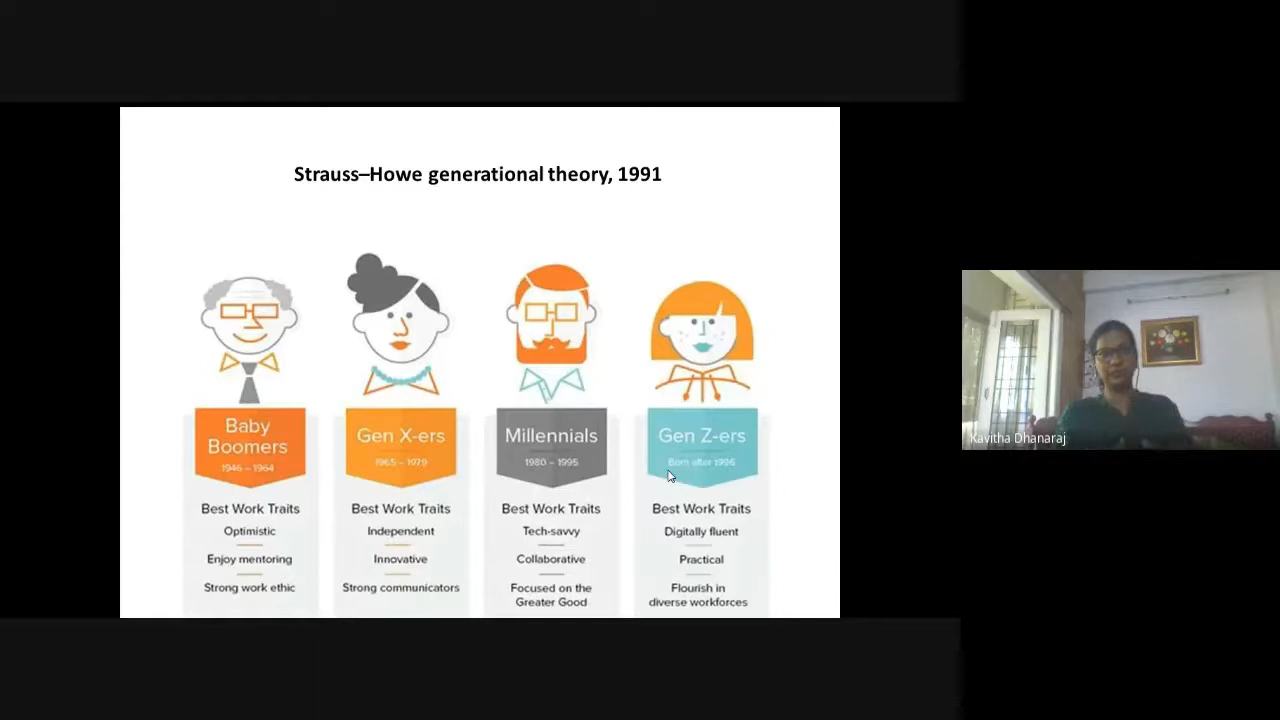 Strauss–Howe generational theory, 1991
Baby
Boomers
1946 – 1964
Best Work Traits
Optimistic
Enjoy mentoring
Strong work ethic
Gen X-ers
1965 – 1979
Best Work Traits
Independent
Innovative
Strong communicators
Millennials
1980 – 1995
Best Work Traits
Tech-savvy
Collaborative
Focused on the
Greater Good
Gen Z-ers
Born after 1996
Best Work Traits
Digitally fluent
Practical
Flourish in
diverse workforces
Kavitha Dhanaraj